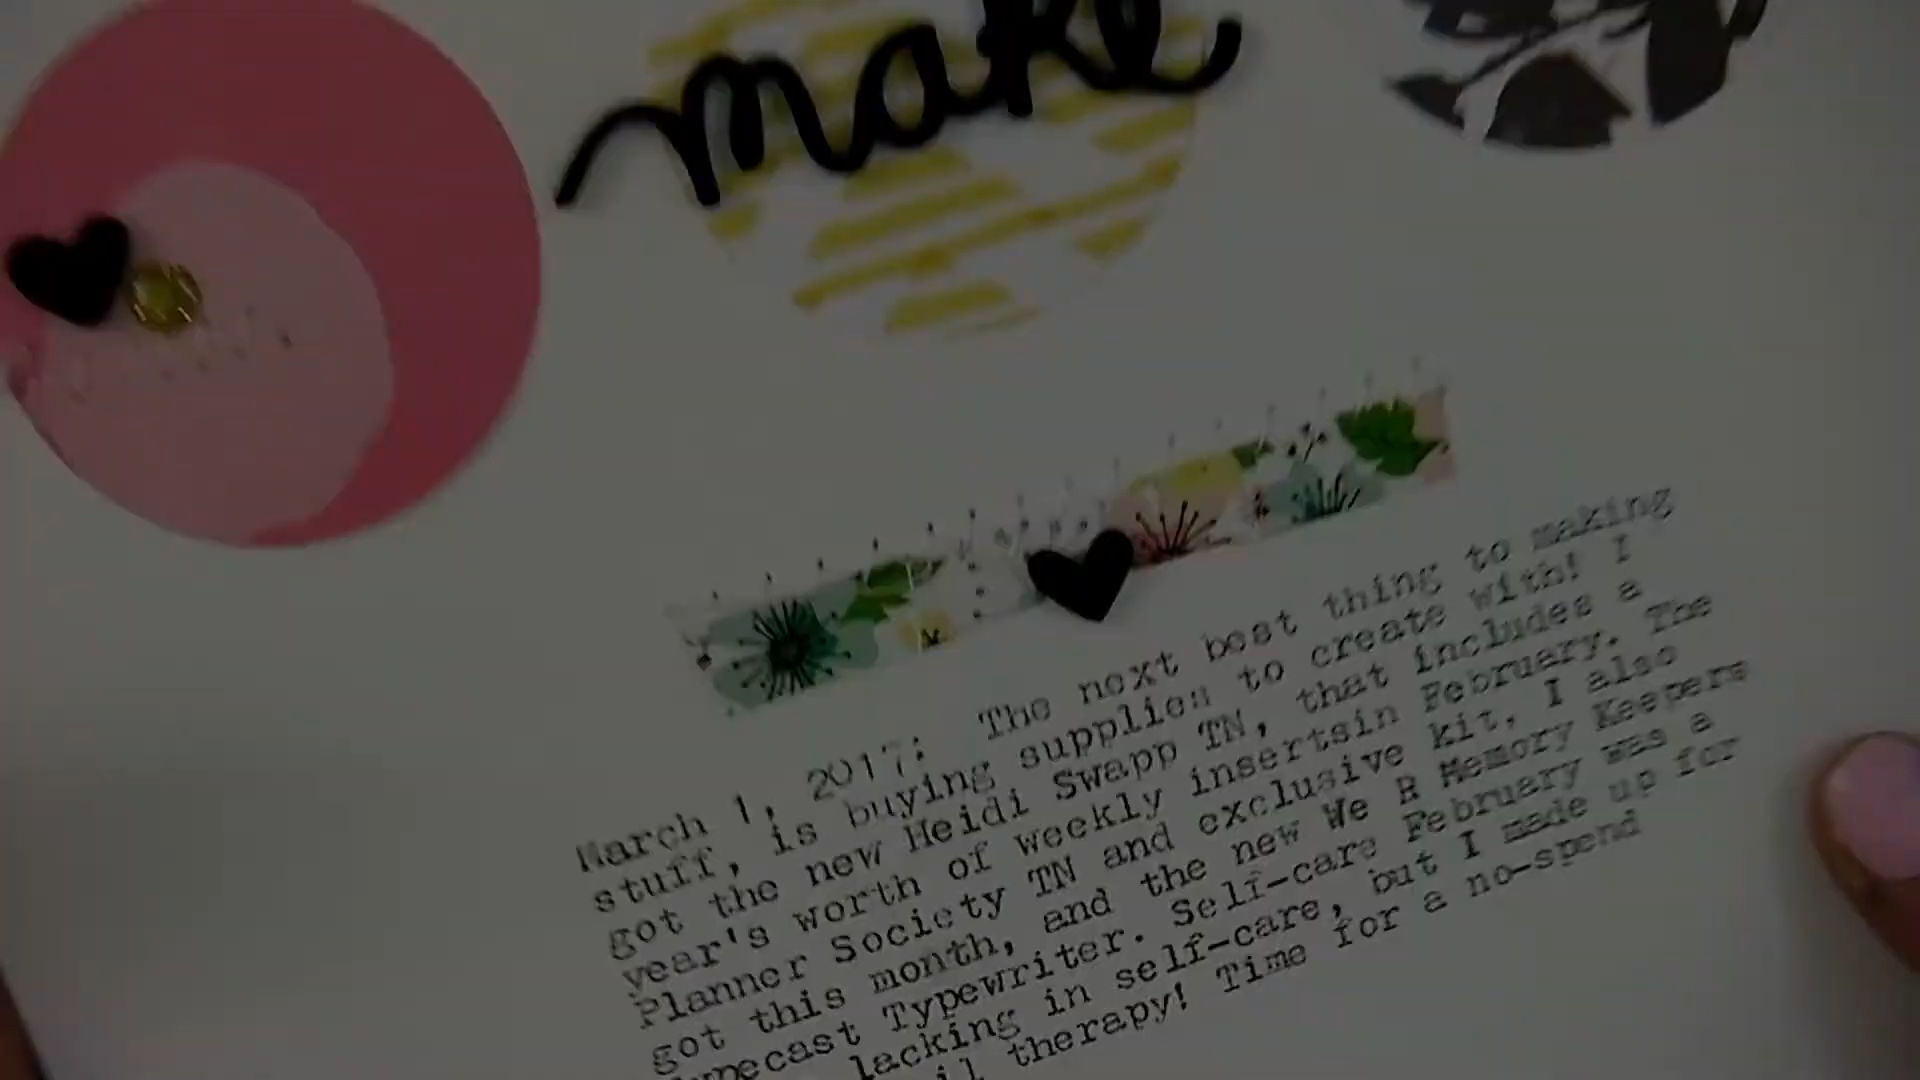 make
March 1, 2017: The next best thing to making
stuff, is buying supplies to create with! I
got the new Heidi Swapp TN, that includes a
year's worth of weekly insertsin February. The
Planner Society TN and exclusive kit, I also
got this month, and the new We R Memory Keepers
Typecast Typewriter. Self-care February was a
lacking in self-care, but I made up for
therapy! Time for a no-spend